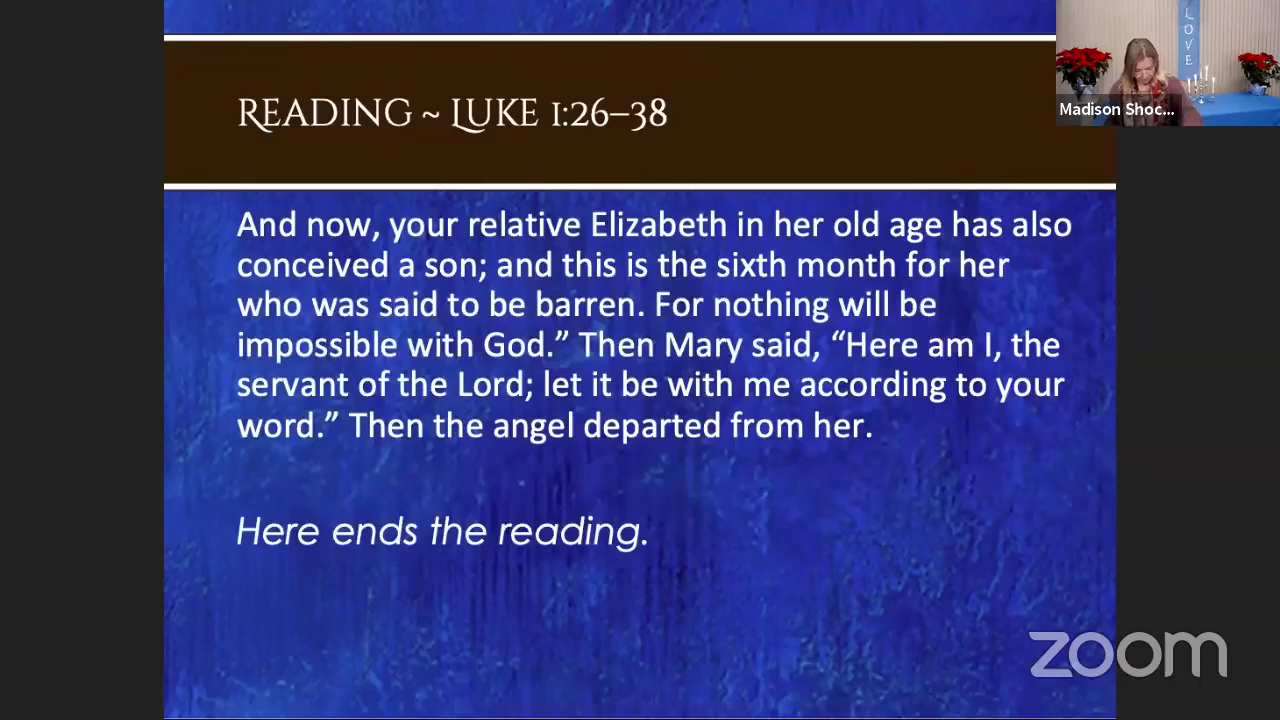 READING ~ LUKE 1:26–38
LOVE
Madison Shoc...
And now, your relative Elizabeth in her old age has also
conceived a son; and this is the sixth month for her
who was said to be barren. For nothing will be
impossible with God.” Then Mary said, “Here am I, the
servant of the Lord; let it be with me according to your
word.” Then the angel departed from her.
Here ends the reading.
zoom